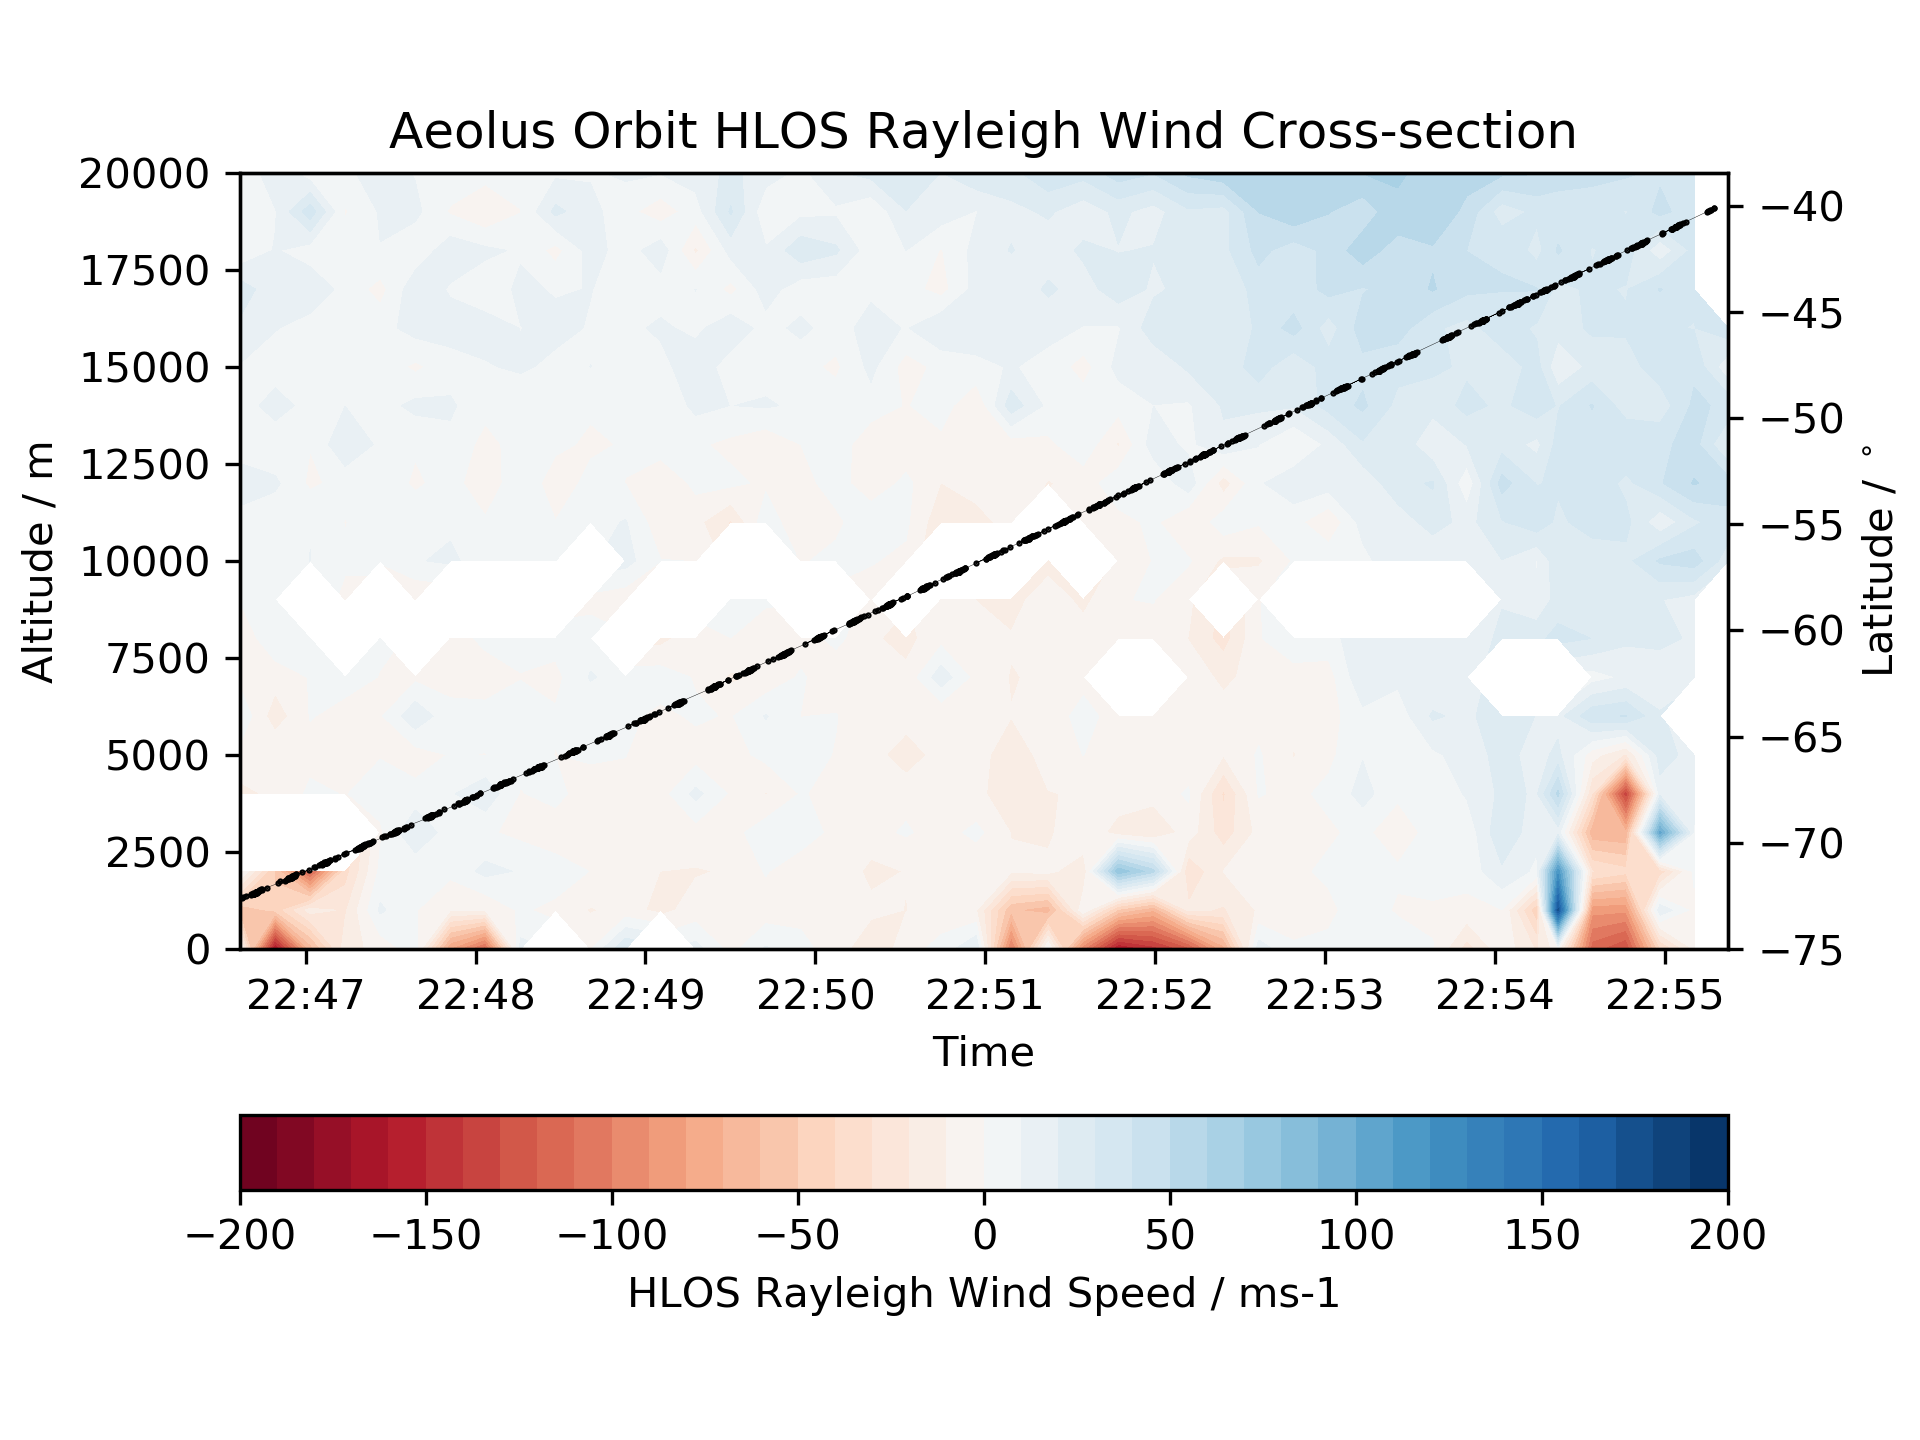 Aeolus Orbit HLOS Rayleigh Wind Cross-section
20000
17500
15000
12500
10000
7500
5000
2500
0
Altitude / m
−40
−45
−50
−55
−60
−65
−70
−75
Latitude / °
22:47 22:48 22:49 22:50 22:51 22:52 22:53 22:54 22:55
Time
−200 −150 −100 −50 0 50 100 150 200
HLOS Rayleigh Wind Speed / ms-1